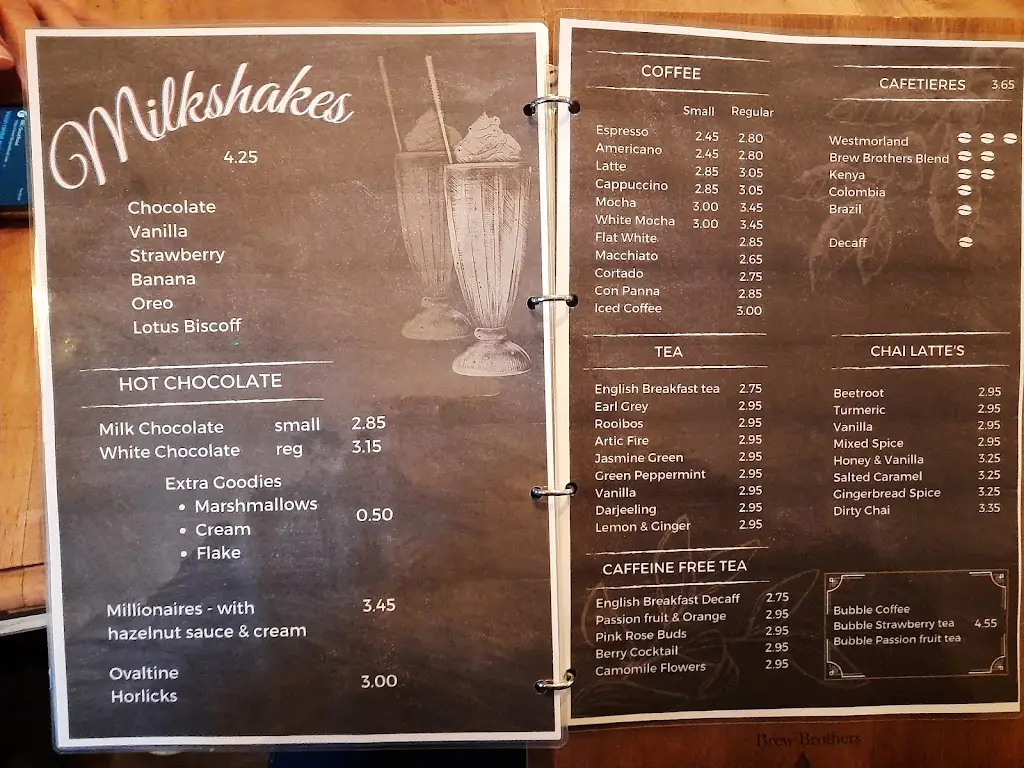 Milkshakes
4.25
Chocolate
Vanilla
Strawberry
Banana
Oreo
Lotus Biscoff
HOT CHOCOLATE
Milk Chocolate small 2.85
White Chocolate reg 3.15
Extra Goodies
• Marshmallows
• Cream 0.50
• Flake
Millionaires - with 3.45
hazelnut sauce & cream
Ovaltine
Horlicks 3.00
COFFEE
Small Regular
Espresso 2.45 2.80
Americano 2.45 2.80
Latte 2.85 3.05
Cappuccino 2.85 3.05
Mocha 3.00 3.45
White Mocha 3.00 3.45
Flat White 2.85
Macchiato 2.65
Cortado 2.75
Con Panna 2.85
Iced Coffee 3.00
TEA
English Breakfast tea 2.75
Earl Grey 2.95
Rooibos 2.95
Artic Fire 2.95
Jasmine Green 2.95
Green Peppermint 2.95
Vanilla 2.95
Darjeeling 2.95
Lemon & Ginger 2.95
CAFFEINE FREE TEA
English Breakfast Decaff 2.75
Passion fruit & Orange 2.95
Pink Rose Buds 2.95
Berry Cocktail 2.95
Camomile Flowers 2.95
CAFETIERES 3.65
Westmorland
Brew Brothers Blend
Kenya
Colombia
Brazil
Decaff
CHAI LATTE'S
Beetroot 2.95
Turmeric 2.95
Vanilla 2.95
Mixed Spice 2.95
Honey & Vanilla 3.25
Salted Caramel 3.25
Gingerbread Spice 3.25
Dirty Chai 3.35
Bubble Coffee
Bubble Strawberry tea 4.55
Bubble Passion fruit tea
Brew Brothers